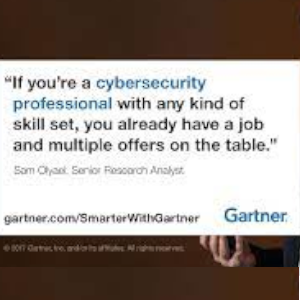 “If you're a cybersecurity
professional with any kind of
skill set, you already have a job
and multiple offers on the table.”
Sam Olyaei, Senior Research Analyst
gartner.com/SmarterWithGartner
Gartner
© 2017 Gartner, Inc. and/or its affiliates. All rights reserved.